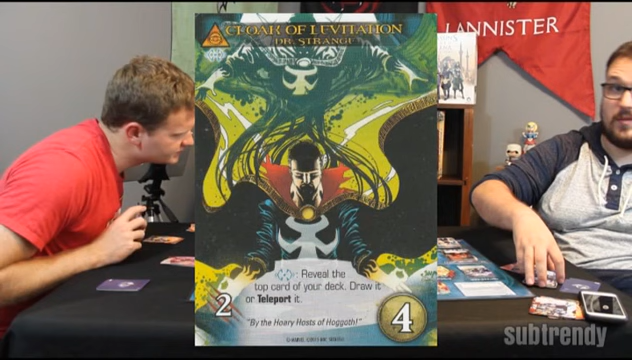 CLOAK OF LEVITATION
DR. STRANGE
LANNISTER
: Reveal the
top card of your deck. Draw it
or Teleport it.
2
4
"By the Hoary Hosts of Hoggoth!"
subtrendy